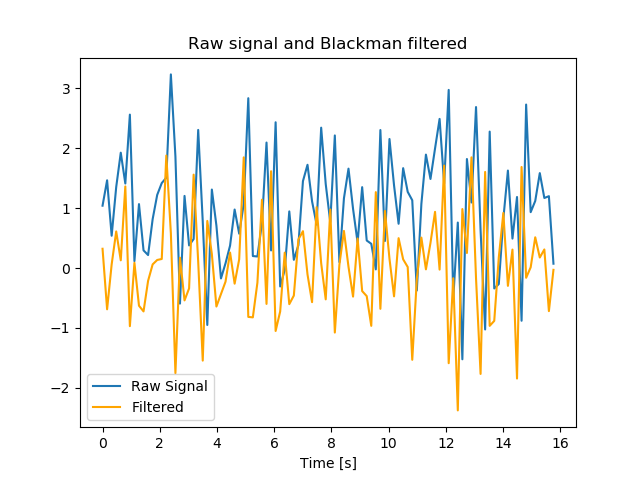 Raw signal and Blackman filtered
3
2
1
0
−1
−2
Raw Signal
Filtered
0 2 4 6 8 10 12 14 16
Time [s]